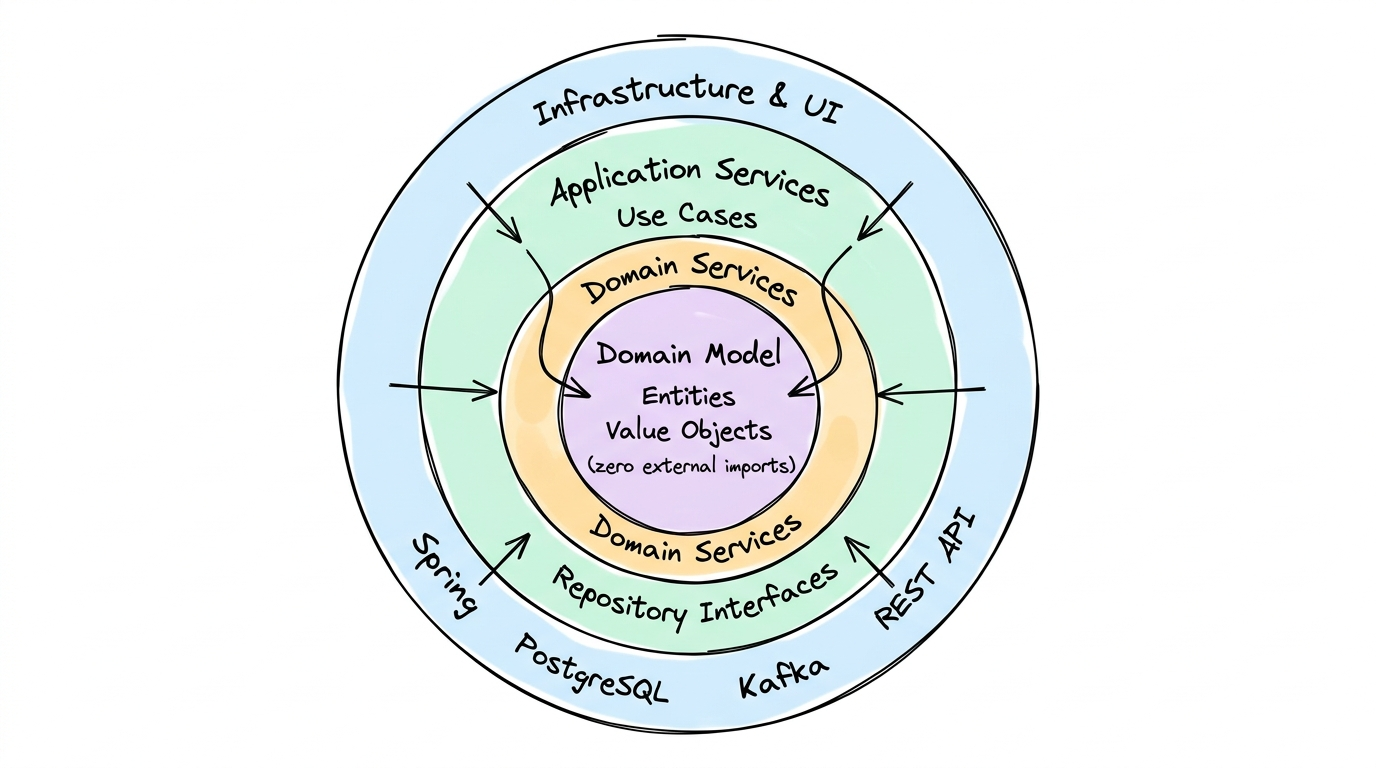 Infrastructure & UI
Application Services
Use Cases
Domain Services
Domain Model
Entities
Value Objects
(zero external imports)
Domain Services
Repository Interfaces
Spring
PostgreSQL
Kafka
REST API